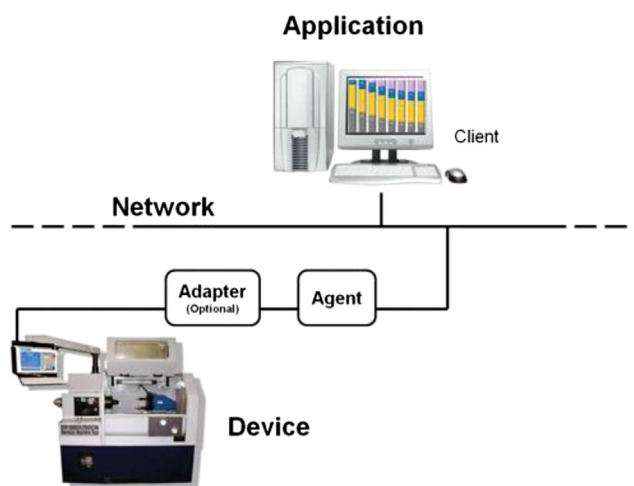 Application
Client
Network
Adapter
(Optional)
Agent
Device